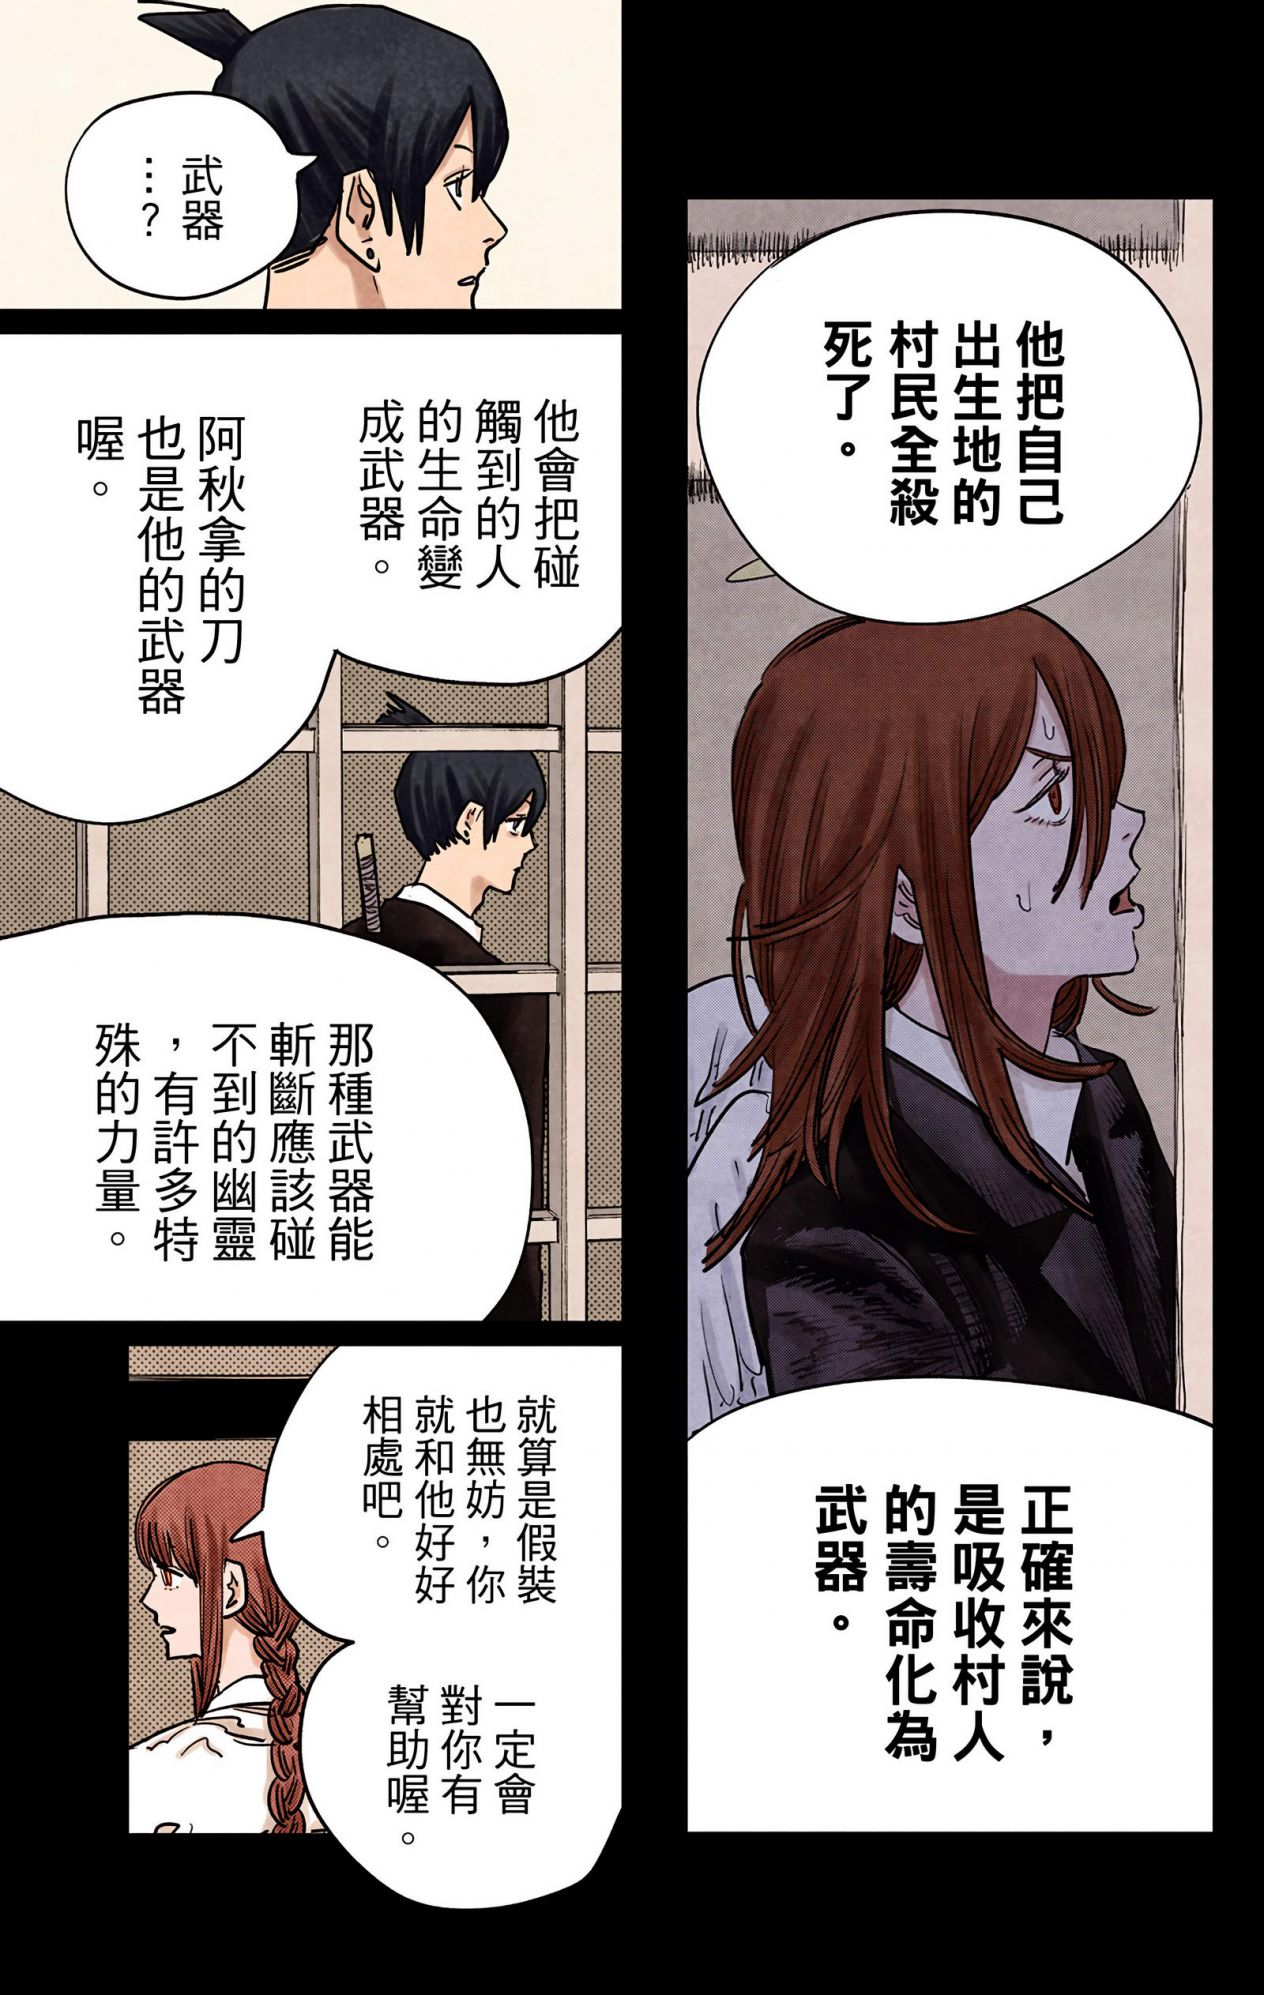 他把自己
出生地的
村民全殺
死了。
正確來說，
是吸收村人
的壽命化為
武器。
武器
…?
他會把碰
觸到的人
的生命變
成武器。
阿秋拿的刀
也是他的武器
喔。
那種武器能
斬斷應該碰
不到的幽靈
，有許多特
殊的力量。
就算是假裝
也無妨，你
就和他好好
相處吧。
一定會
對你有
幫助喔。